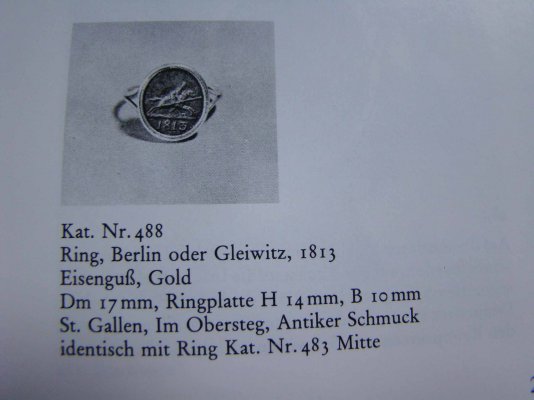 1813
Kat. Nr. 488
Ring, Berlin oder Gleiwitz, 1813
Eisenguß, Gold
Dm 17 mm, Ringplatte H 14 mm, B 10 mm
St. Gallen, Im Obersteg, Antiker Schmuck
identisch mit Ring Kat. Nr. 483 Mitte